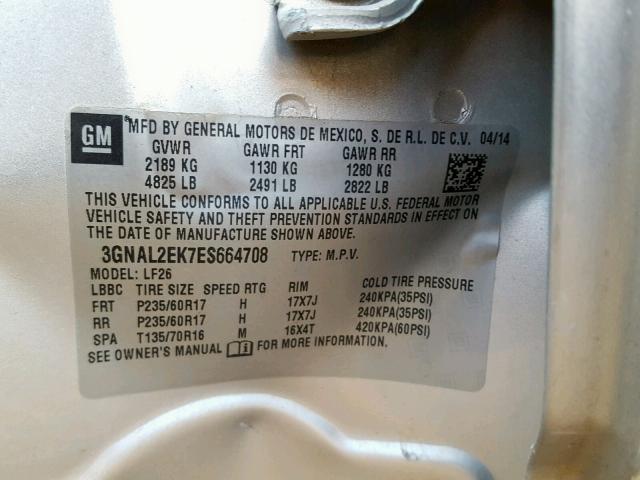 GM MFD BY GENERAL MOTORS DE MEXICO, S. DE R.L. DE C.V. 04/14
GVWR GAWR FRT GAWR RR
2189 KG 1130 KG 1280 KG
4825 LB 2491 LB 2822 LB
THIS VEHICLE CONFORMS TO ALL APPLICABLE U.S. FEDERAL MOTOR
VEHICLE SAFETY AND THEFT PREVENTION STANDARDS IN EFFECT ON
THE DATE OF MANUFACTURE SHOWN ABOVE.
3GNAL2EK7ES664708 TYPE: M.P.V.
MODEL: LF26
LBBC TIRE SIZE SPEED RTG RIM COLD TIRE PRESSURE
FRT P235/60R17 H 17X7J 240KPA(35PSI)
RR P235/60R17 H 17X7J 240KPA(35PSI)
SPA T135/70R16 M 16X4T 420KPA(60PSI)
SEE OWNER'S MANUAL FOR MORE INFORMATION.